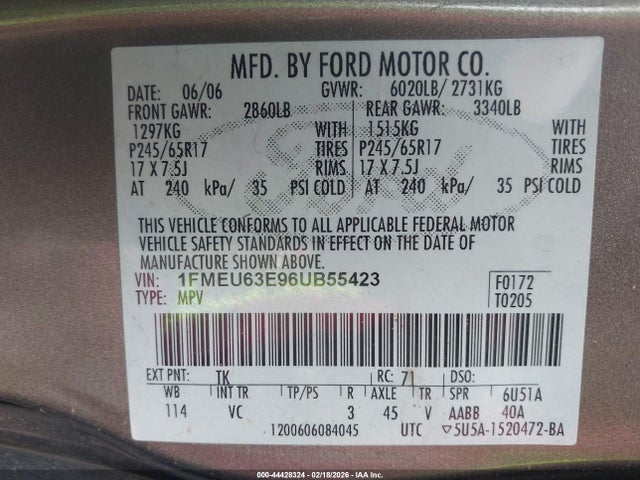 MFD. BY FORD MOTOR CO.
DATE: 06/06 GVWR: 6020LB/ 2731KG
FRONT GAWR: 2860LB REAR GAWR: 3340LB
1297KG WITH 1515KG WITH
P245/65R17 TIRES P245/65R17 TIRES
17 X 7.5J RIMS 17 X 7.5J RIMS
AT 240 kPa/ 35 PSI COLD AT 240 kPa/ 35 PSI COLD
THIS VEHICLE CONFORMS TO ALL APPLICABLE FEDERAL MOTOR
VEHICLE SAFETY STANDARDS IN EFFECT ON THE DATE OF
MANUFACTURE SHOWN ABOVE.
VIN: 1FMEU63E96UB55423
TYPE: MPV
F0172
T0205
EXT PNT: TK RC: 71 DSO:
WB INT TR TP/PS R AXLE TR SPR 6U51A
114 VC 3 45 V AABB 40A
1200606084045 UTC ▽5U5A-1520472-BA
000-44428324 | 02/18/2026 - IAAI, INC.